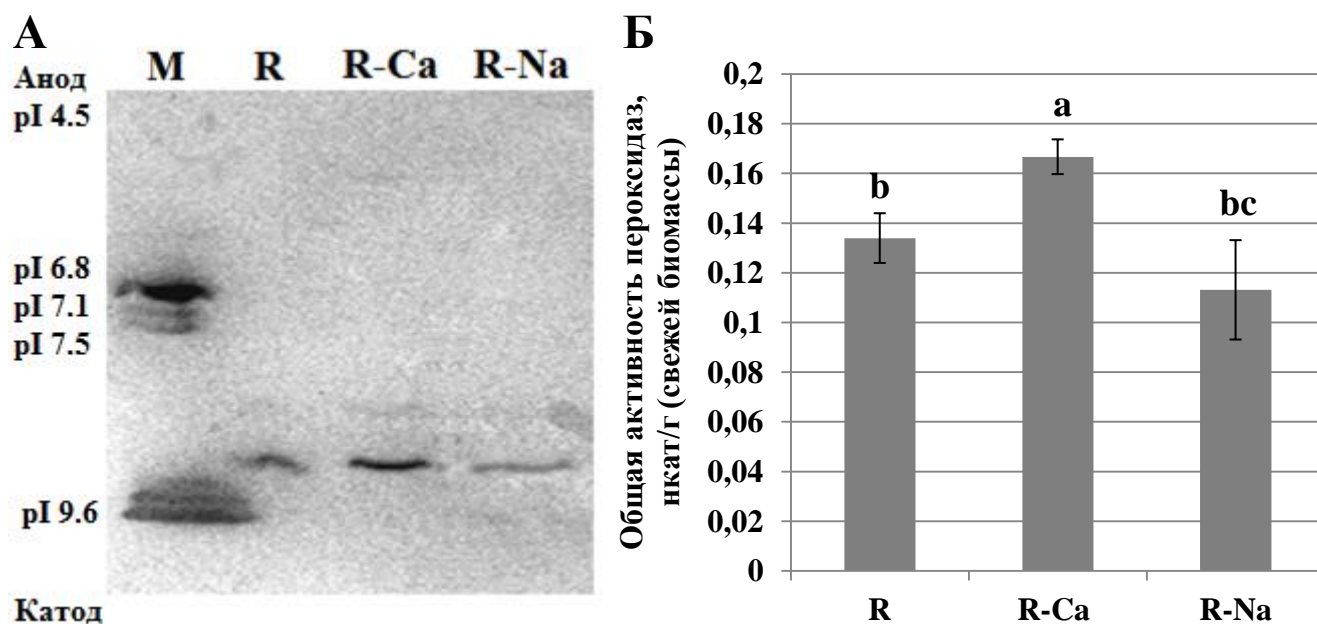 А
M R R-Ca R-Na
Анод
pI 4.5
pI 6.8
pI 7.1
pI 7.5
pI 9.6
Катод
Б
Общая активность пероксидаз,
нкат/г (свежей биомассы)
0,2
0,18
0,16
0,14
0,12
0,1
0,08
0,06
0,04
0,02
0
b
a
bc
R R-Ca R-Na